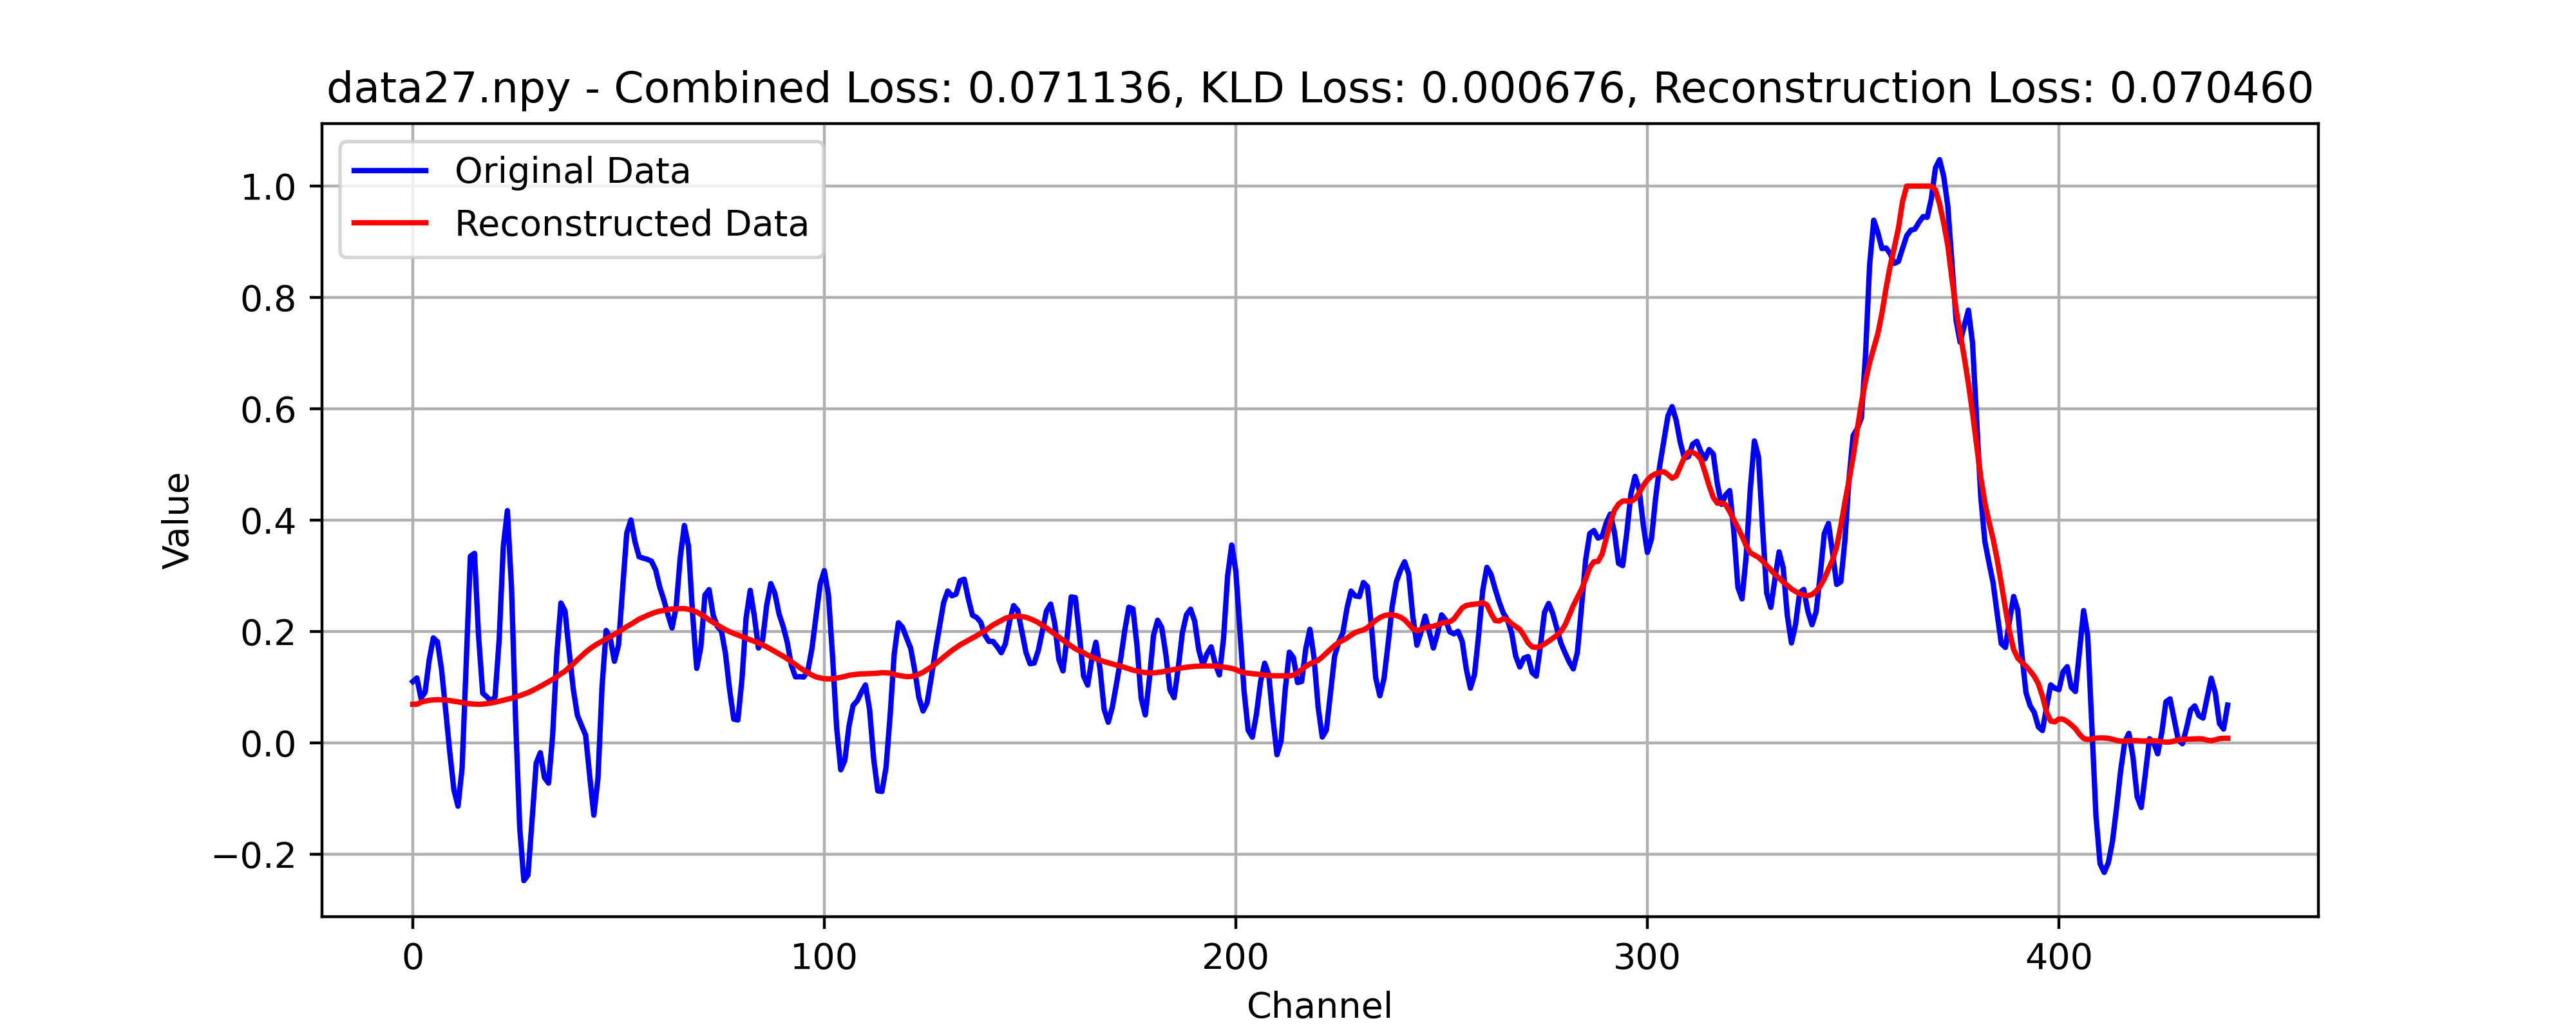 data27.npy - Combined Loss: 0.071136, KLD Loss: 0.000676, Reconstruction Loss: 0.070460
Original Data
Reconstructed Data
1.0
0.8
0.6
0.4
0.2
0.0
−0.2
Value
0 100 200 300 400
Channel